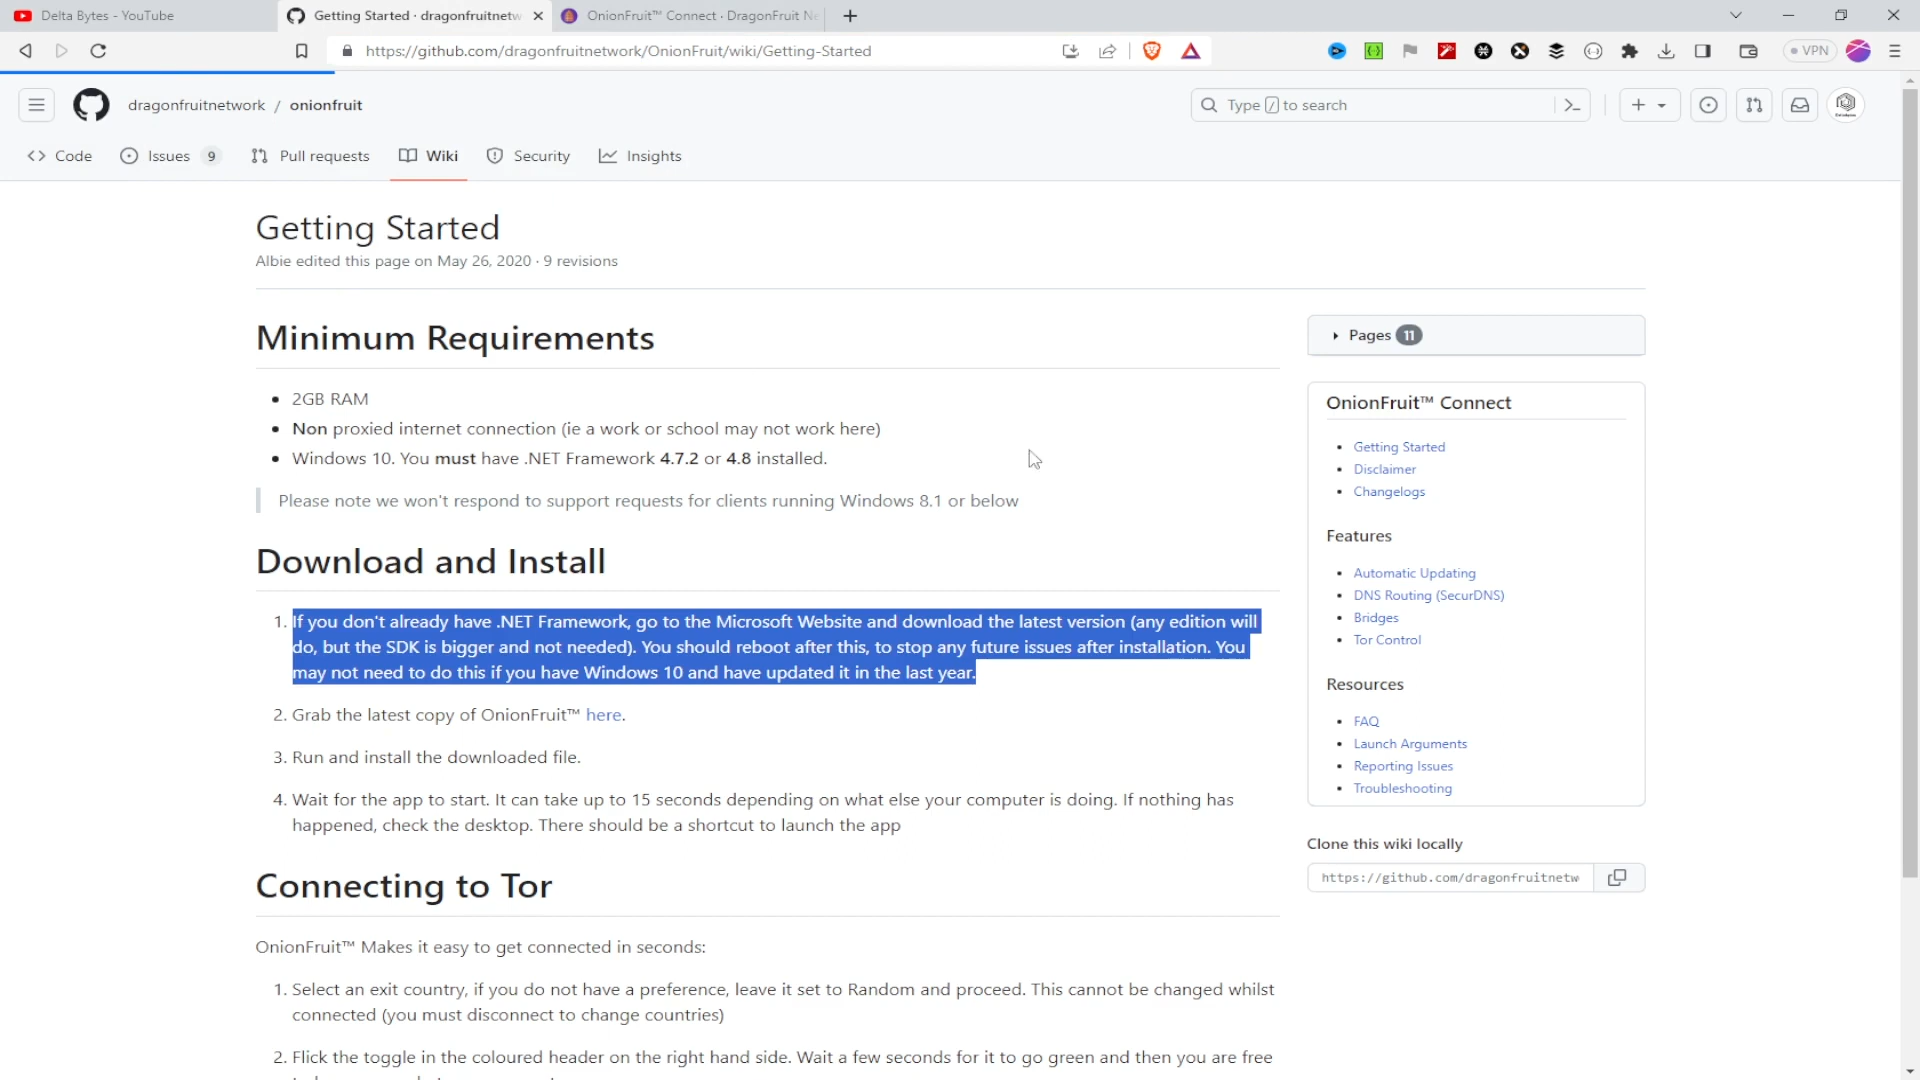 Delta Bytes - YouTube
Getting Started · dragonfruitnetw
OnionFruit™ Connect · DragonFruit Ne
https://github.com/dragonfruitnetwork/OnionFruit/wiki/Getting-Started
VPN
dragonfruitnetwork / onionfruit
Type / to search
Code
Issues 9
Pull requests
Wiki
Security
Insights
Getting Started
Albie edited this page on May 26, 2020 · 9 revisions
Minimum Requirements
2GB RAM
Non proxied internet connection (ie a work or school may not work here)
Windows 10. You must have .NET Framework 4.7.2 or 4.8 installed.
Please note we won't respond to support requests for clients running Windows 8.1 or below
Download and Install
1. If you don't already have .NET Framework, go to the Microsoft Website and download the latest version (any edition will
do, but the SDK is bigger and not needed). You should reboot after this, to stop any future issues after installation. You
may not need to do this if you have Windows 10 and have updated it in the last year.
2. Grab the latest copy of OnionFruit™ here.
3. Run and install the downloaded file.
4. Wait for the app to start. It can take up to 15 seconds depending on what else your computer is doing. If nothing has
happened, check the desktop. There should be a shortcut to launch the app
Connecting to Tor
OnionFruit™ Makes it easy to get connected in seconds:
1. Select an exit country, if you do not have a preference, leave it set to Random and proceed. This cannot be changed whilst
connected (you must disconnect to change countries)
2. Flick the toggle in the coloured header on the right hand side. Wait a few seconds for it to go green and then you are free
Pages 11
OnionFruit™ Connect
Getting Started
Disclaimer
Changelogs
Features
Automatic Updating
DNS Routing (SecurDNS)
Bridges
Tor Control
Resources
FAQ
Launch Arguments
Reporting Issues
Troubleshooting
Clone this wiki locally
https://github.com/dragonfruitnetw